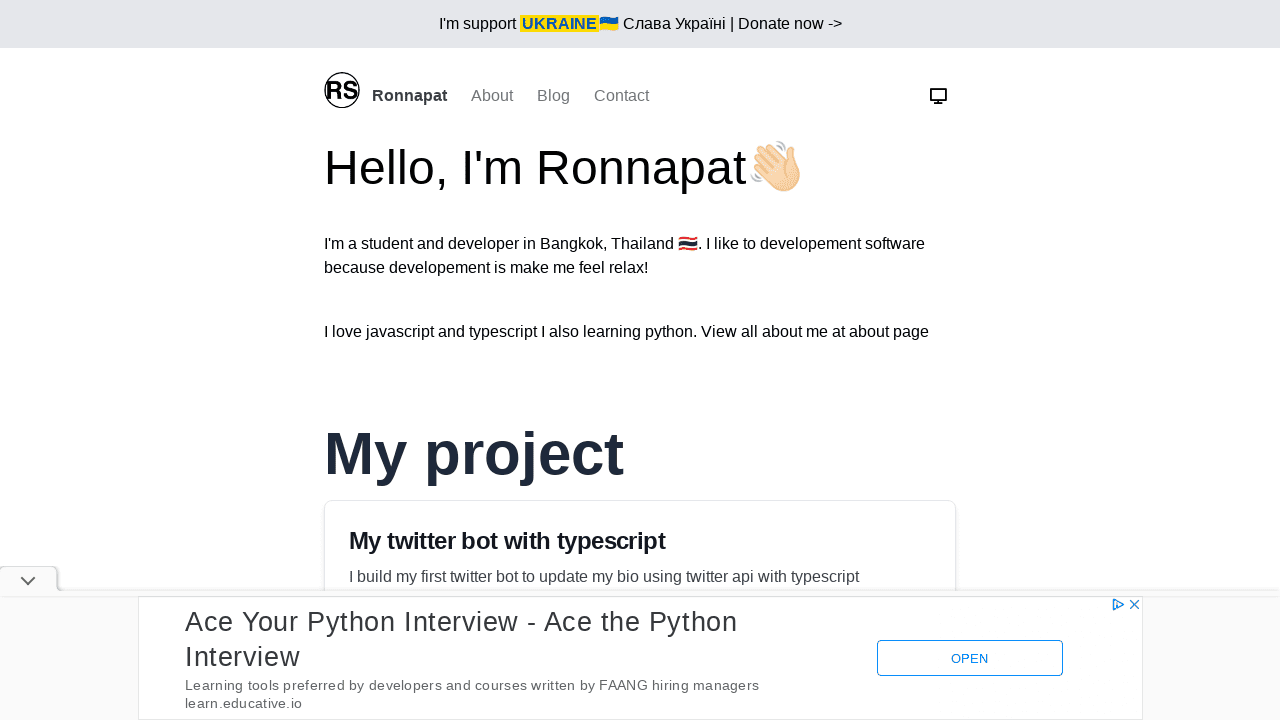 I'm support UKRAINE🇺🇦 Слава Україні | Donate now ->
RS Ronnapat About Blog Contact
Hello, I'm Ronnapat👋🏻
I'm a student and developer in Bangkok, Thailand 🇹🇭. I like to developement software
because developement is make me feel relax!
I love javascript and typescript I also learning python. View all about me at about page
My project
My twitter bot with typescript
I build my first twitter bot to update my bio using twitter api with typescript
Ace Your Python Interview - Ace the Python
Interview
Learning tools preferred by developers and courses written by FAANG hiring managers
learn.educative.io
OPEN